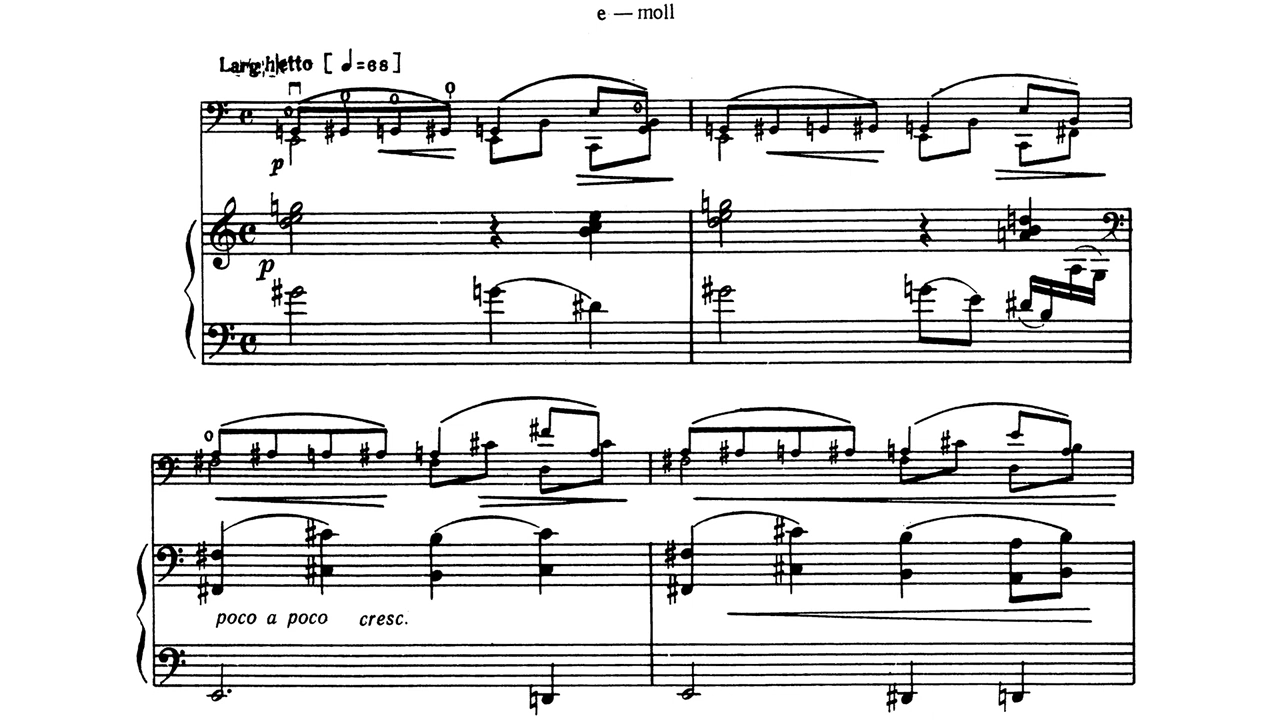 e — moll
Larghetto [ ♩=68 ]
p
p
poco a poco cresc.